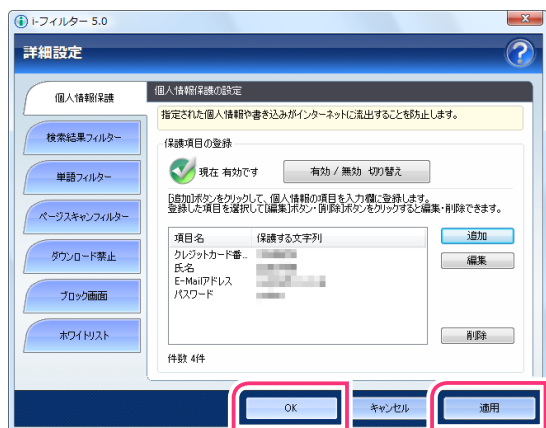 i-フィルター 5.0
詳細設定
個人情報保護
検索結果フィルター
単語フィルター
ページスキャンフィルター
ダウンロード禁止
ブロック画面
ホワイトリスト
個人情報保護の設定
指定された個人情報や書き込みがインターネットに流出することを防止します。
保護項目の登録
現在 有効です
有効 / 無効 切り替え
[追加]ボタンをクリックして、個人情報の項目を入力欄に登録します。
登録した項目を選択して[編集]ボタン・[削除]ボタンをクリックすると編集・削除できます。
項目名 保護する文字列
クレジットカード番...
氏名
E-Mailアドレス
パスワード
追加
編集
削除
件数 4件
OK
キャンセル
適用